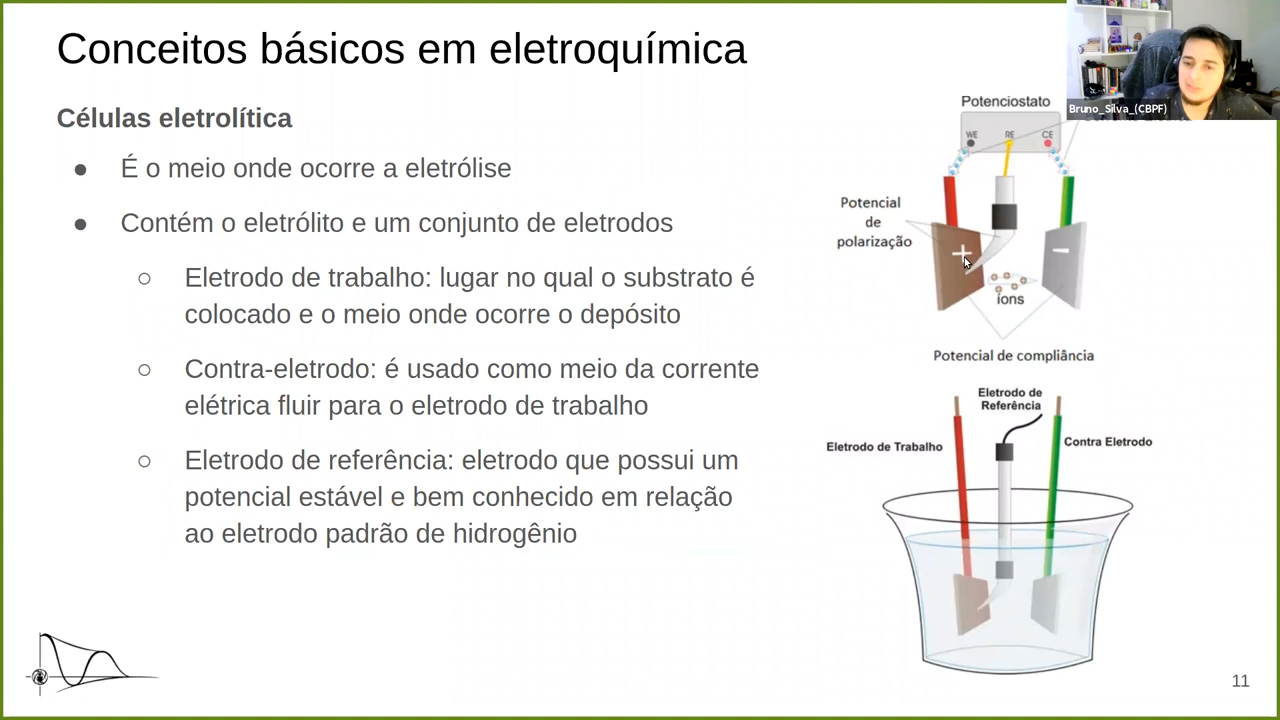 Conceitos básicos em eletroquímica
Células eletrolítica
● É o meio onde ocorre a eletrólise
● Contém o eletrólito e um conjunto de eletrodos
○ Eletrodo de trabalho: lugar no qual o substrato é
colocado e o meio onde ocorre o depósito
○ Contra-eletrodo: é usado como meio da corrente
elétrica fluir para o eletrodo de trabalho
○ Eletrodo de referência: eletrodo que possui um
potencial estável e bem conhecido em relação
ao eletrodo padrão de hidrogênio
Bruno_Silva_(CBPF)
Potenciostato
WE RE CE
Potencial
de
polarização
+ −
íons
Potencial de compliância
Eletrodo de
Referência
Eletrodo de Trabalho
Contra Eletrodo
11